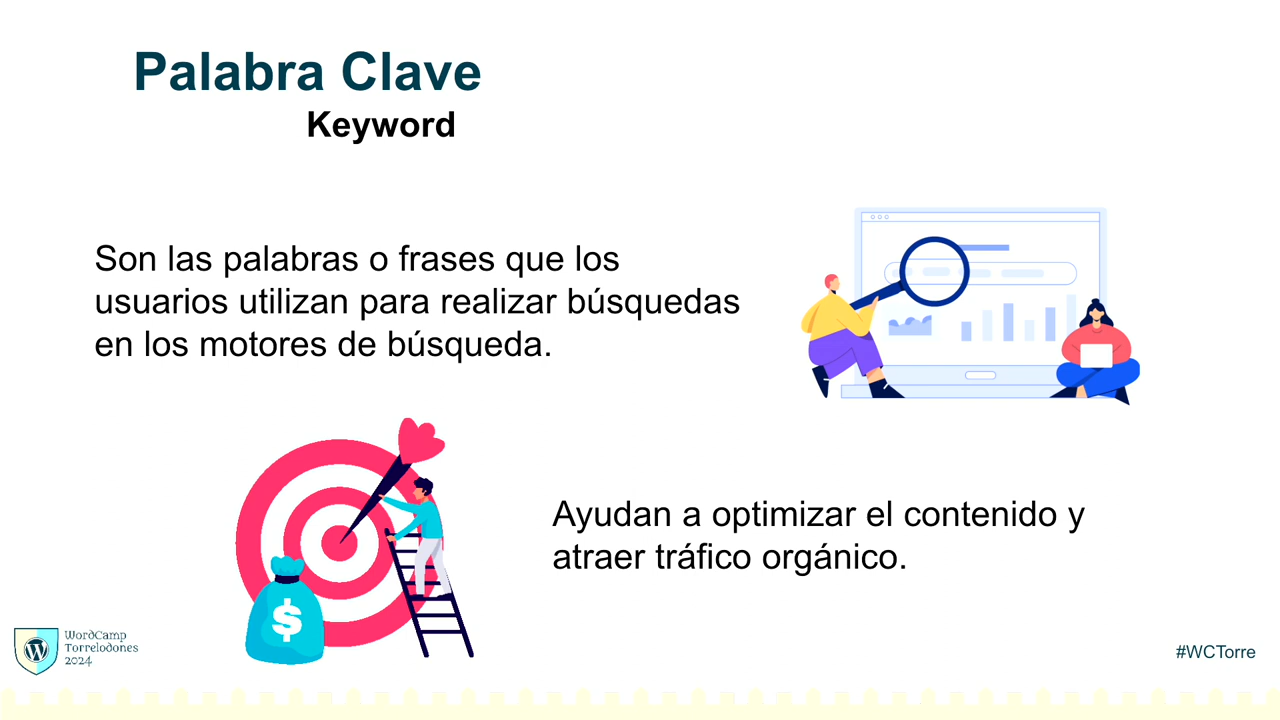 Palabra Clave
Keyword
Son las palabras o frases que los
usuarios utilizan para realizar búsquedas
en los motores de búsqueda.
$
Ayudan a optimizar el contenido y
atraer tráfico orgánico.
WordCamp
Torrelodones
2024
#WCTorre